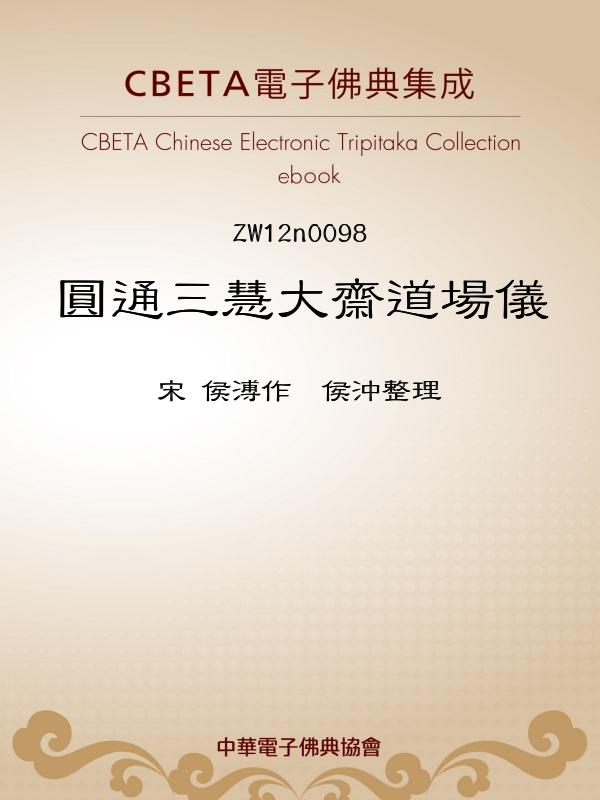 CBETA電子佛典集成
CBETA Chinese Electronic Tripitaka Collection
ebook
ZW12n0098
圓通三慧大齋道場儀
宋 侯溥作 侯沖整理
中華電子佛典協會